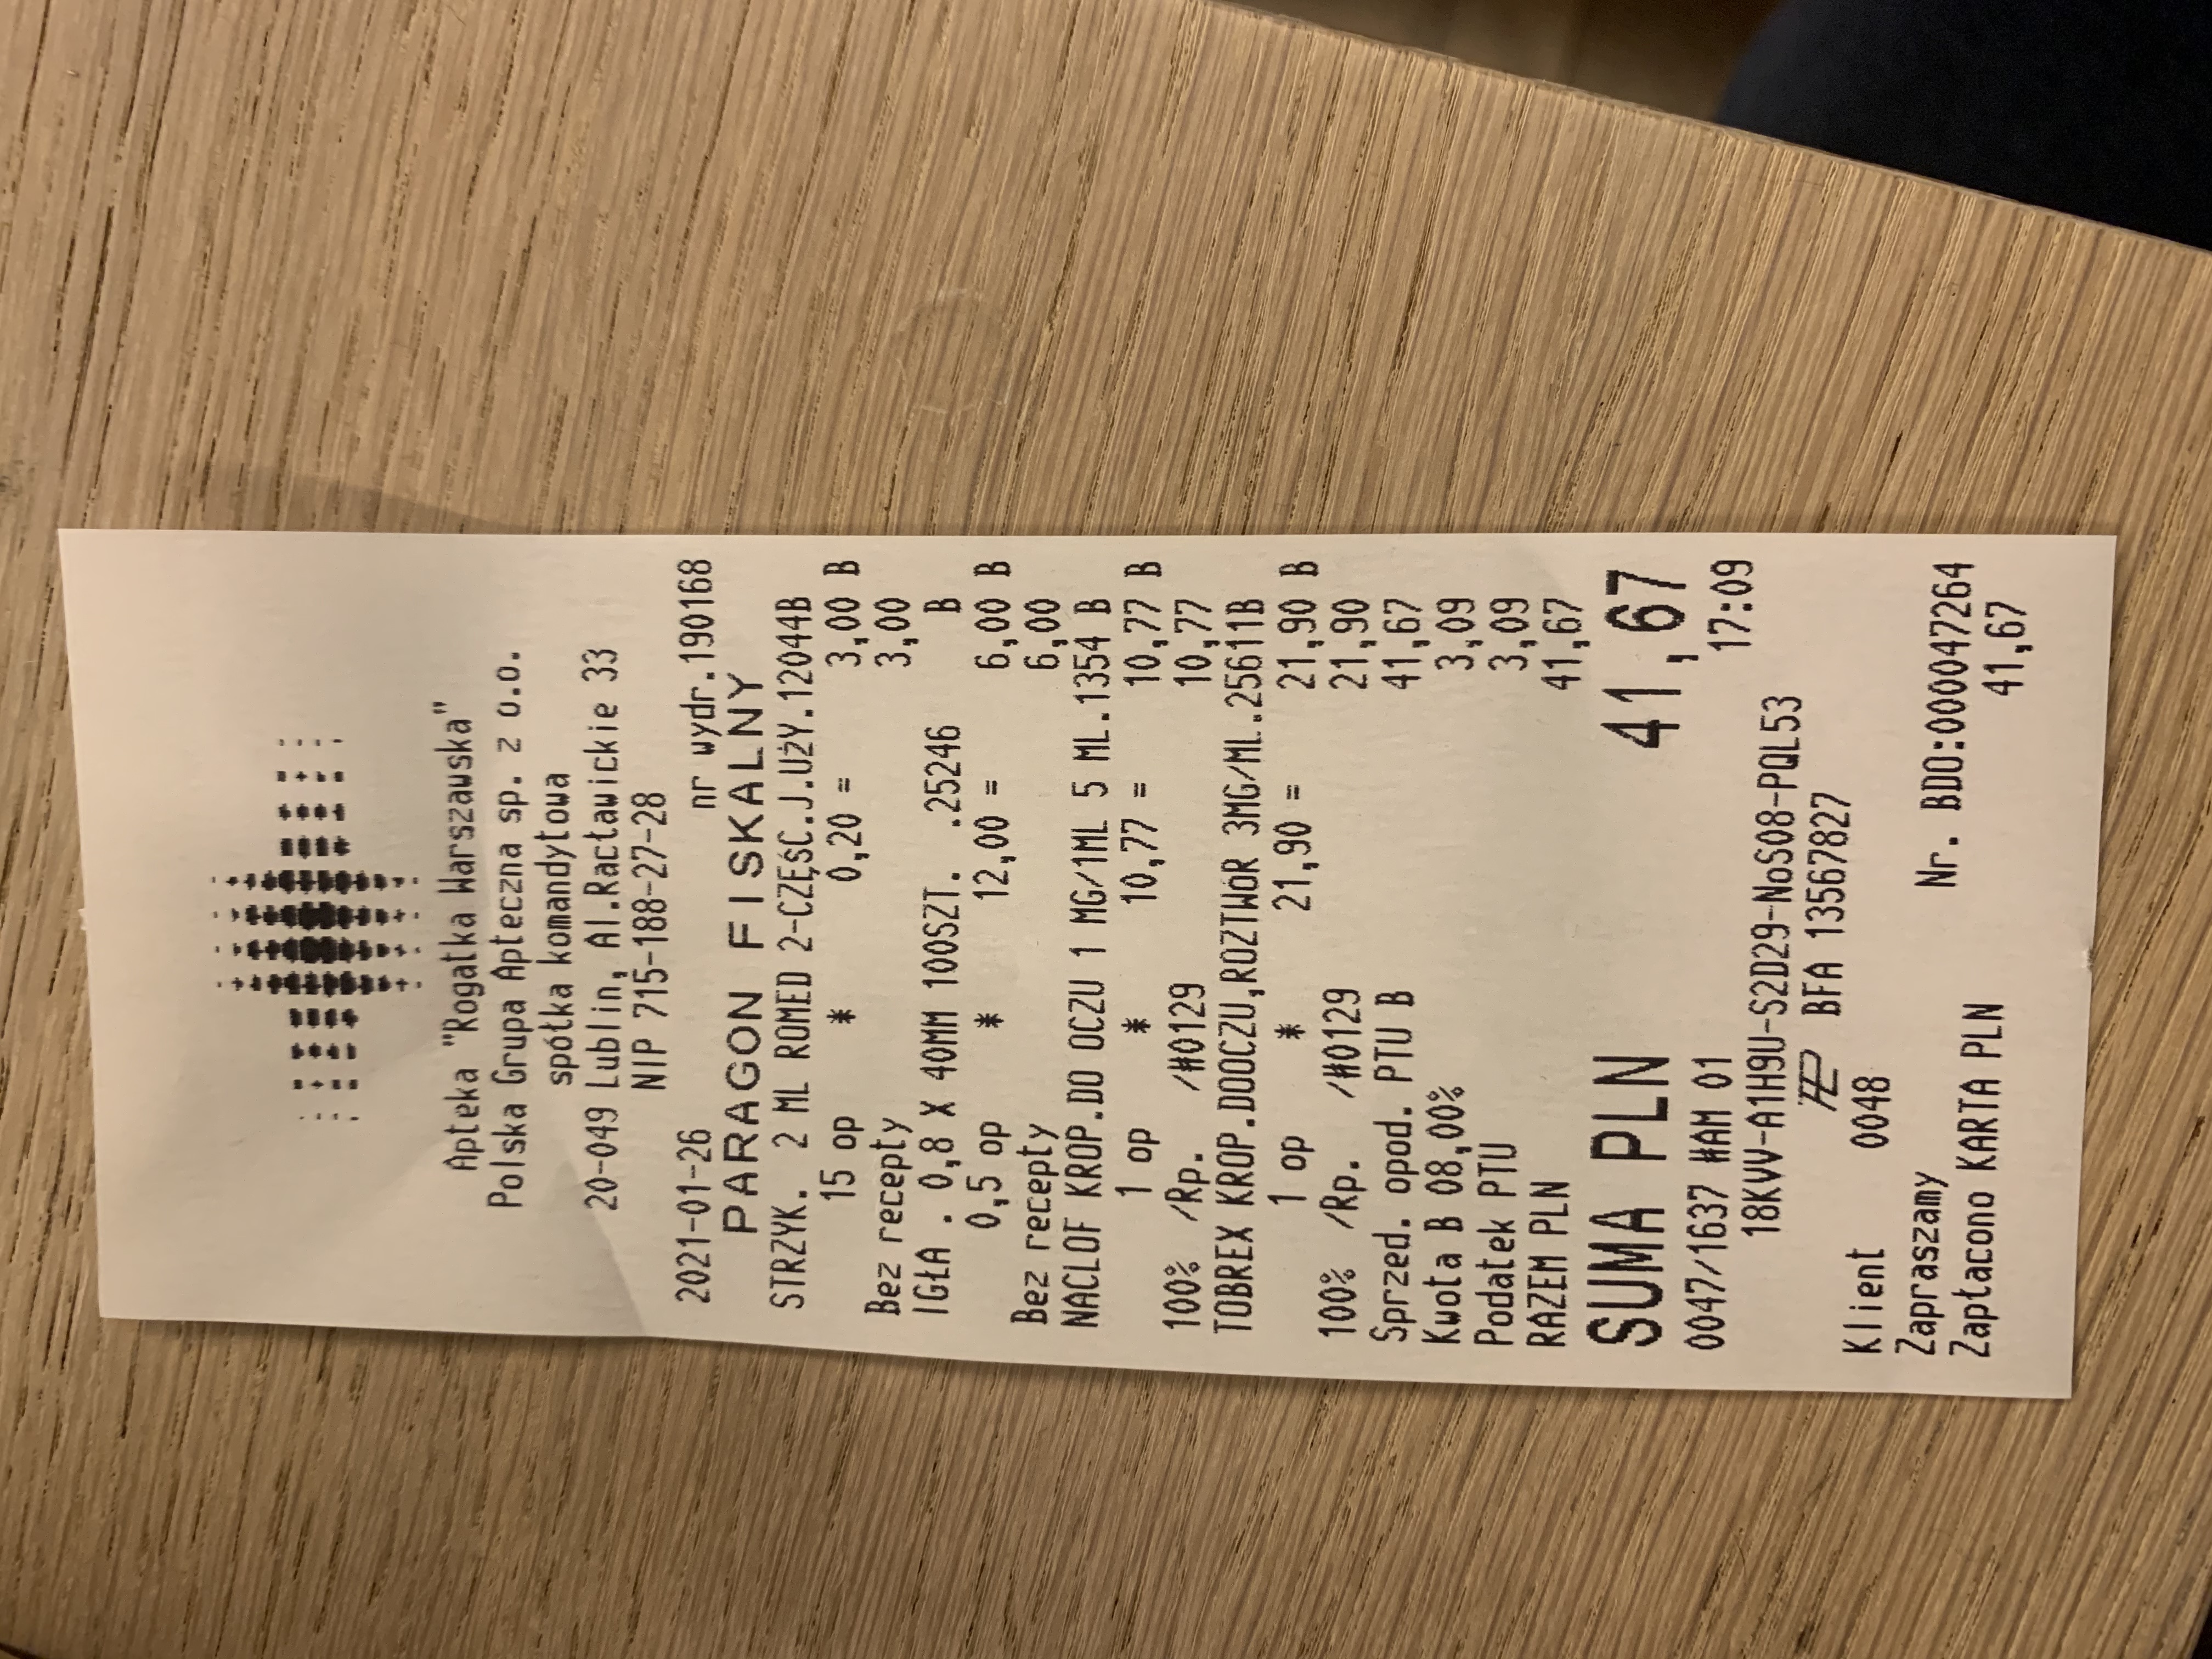 Apteka "Rogatka Warszawska"
Polska Grupa Apteczna sp. z o.o.
spółka komandytowa
20-049 Lublin, Al.Racławickie 33
NIP 715-188-27-28
2021-01-26 nr wydr.190168
PARAGON FISKALNY
STRZYK. 2 ML ROMED 2-CZĘŚC.J.UŻY.12044B
15 op * 0,20 = 3,00 B
Bez recepty 3,00
IGŁA . 0,8 X 40MM 100SZT. .25246 B
0,5 op * 12,00 = 6,00 B
Bez recepty 6,00
NACLOF KROP.DO OCZU 1 MG/1ML 5 ML.1354 B
1 op * 10,77 = 10,77 B
100% /Rp. /#0129 10,77
TOBREX KROP.DOOCZU,ROZTWÓR 3MG/ML.25611B
1 op * 21,90 = 21,90 B
100% /Rp. /#0129 21,90
Sprzed. opod. PTU B 41,67
Kwota B 08,00% 3,09
Podatek PTU 3,09
RAZEM PLN 41,67
SUMA PLN 41,67
0047/1637 #AM 01 17:09
18KVV-A1H9U-S2D29-NoS08-PQL53
BFA 13567827
Klient 0048
Zapraszamy Nr. BDO:000047264
Zapłacono KARTA PLN 41,67